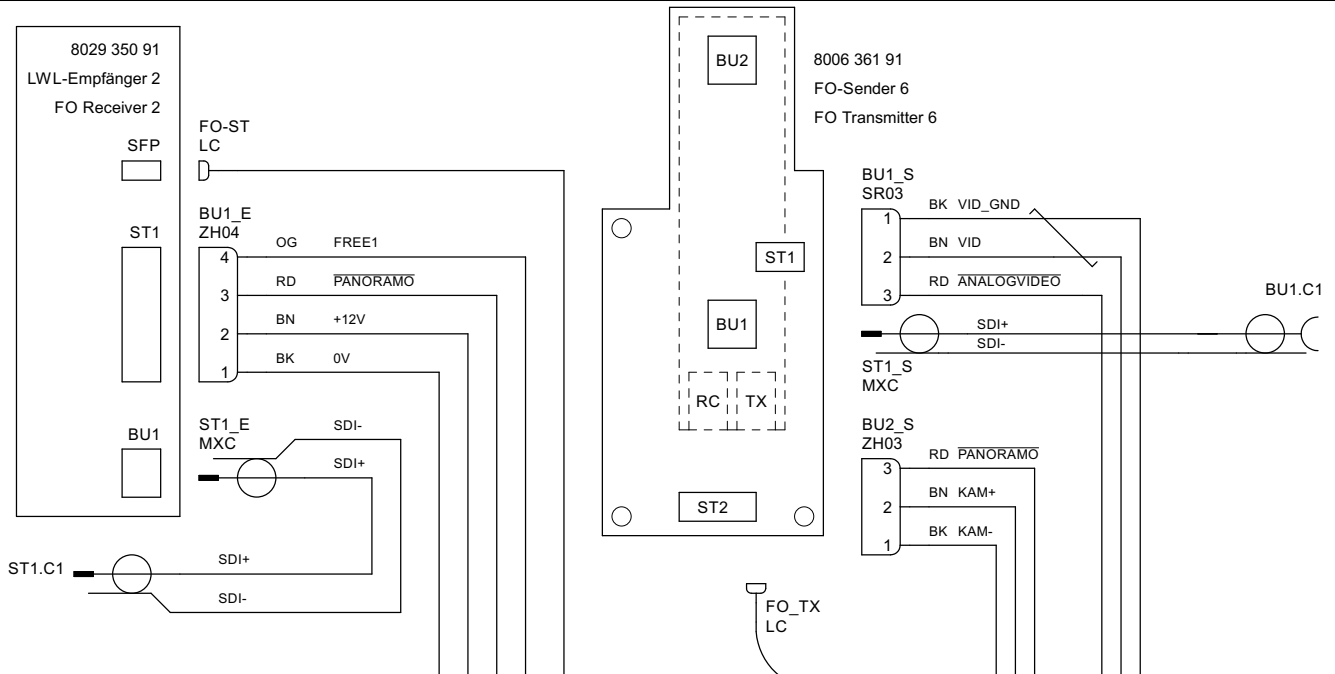 8029 350 91
LWL-Empfänger 2
FO Receiver 2
SFP
ST1
BU1
FO-ST
LC
BU1_E
ZH04
4 OG FREE1
3 RD PANORAMO
2 BN +12V
1 BK 0V
ST1_E
MXC
SDI-
SDI+
ST1.C1
SDI+
SDI-
BU2
ST1
BU1
RC TX
ST2
8006 361 91
FO-Sender 6
FO Transmitter 6
FO_TX
LC
BU1_S
SR03
1 BK VID_GND
2 BN VID
3 RD ANALOGVIDEO
BU1.C1
SDI+
SDI-
ST1_S
MXC
BU2_S
ZH03
3 RD PANORAMO
2 BN KAM+
1 BK KAM-